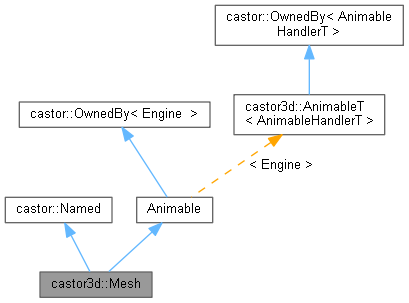 castor::OwnedBy< Animable
HandlerT >
castor3d::AnimableT
< AnimableHandlerT >
castor::OwnedBy< Engine >
< Engine >
castor::Named
Animable
castor3d::Mesh